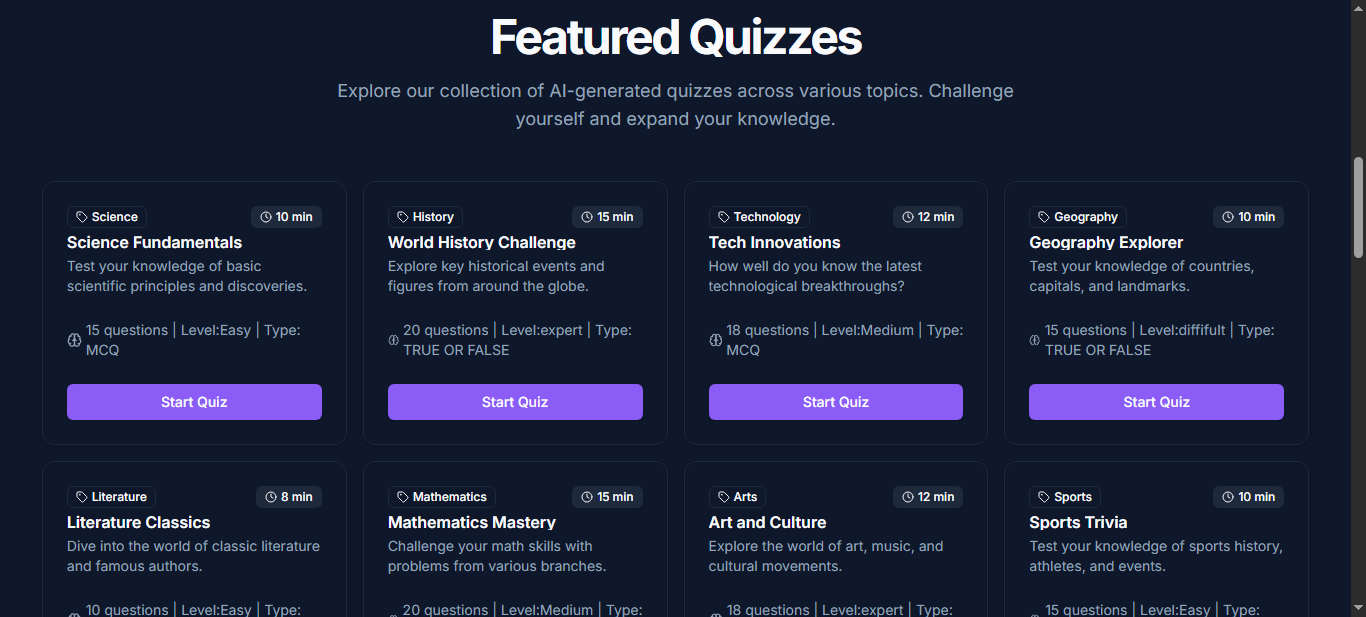 Featured Quizzes
Explore our collection of AI-generated quizzes across various topics. Challenge
yourself and expand your knowledge.
Science
10 min
Science Fundamentals
Test your knowledge of basic
scientific principles and discoveries.
15 questions | Level:Easy | Type:
MCQ
Start Quiz
History
15 min
World History Challenge
Explore key historical events and
figures from around the globe.
20 questions | Level:expert | Type:
TRUE OR FALSE
Start Quiz
Technology
12 min
Tech Innovations
How well do you know the latest
technological breakthroughs?
18 questions | Level:Medium | Type:
MCQ
Start Quiz
Geography
10 min
Geography Explorer
Test your knowledge of countries,
capitals, and landmarks.
15 questions | Level:diffifult | Type:
TRUE OR FALSE
Start Quiz
Literature
8 min
Literature Classics
Dive into the world of classic literature
and famous authors.
10 questions | Level:Easy | Type:
Mathematics
15 min
Mathematics Mastery
Challenge your math skills with
problems from various branches.
20 questions | Level:Medium | Type:
Arts
12 min
Art and Culture
Explore the world of art, music, and
cultural movements.
18 questions | Level:expert | Type:
Sports
10 min
Sports Trivia
Test your knowledge of sports history,
athletes, and events.
15 questions | Level:Easy | Type: